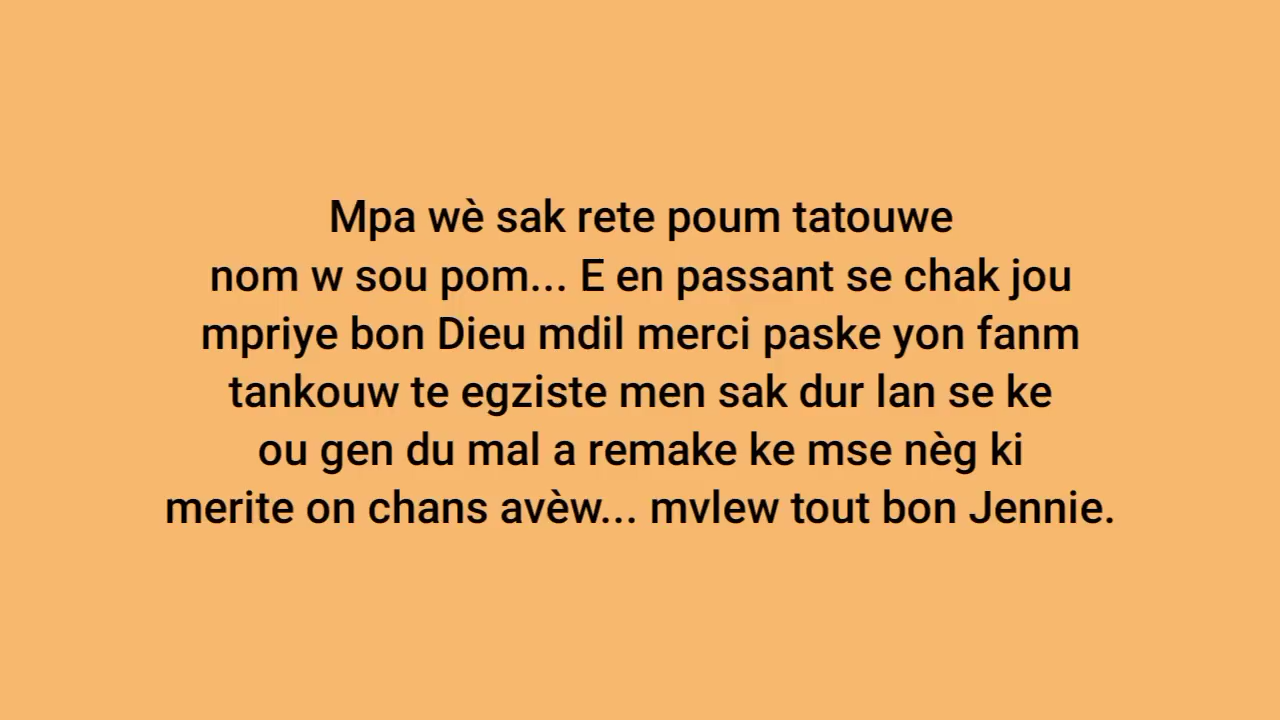 Mpa wè sak rete poum tatouwe
nom w sou pom... E en passant se chak jou
mpriye bon Dieu mdil merci paske yon fanm
tankouw te egziste men sak dur lan se ke
ou gen du mal a remake ke mse nèg ki
merite on chans avèw... mvlew tout bon Jennie.